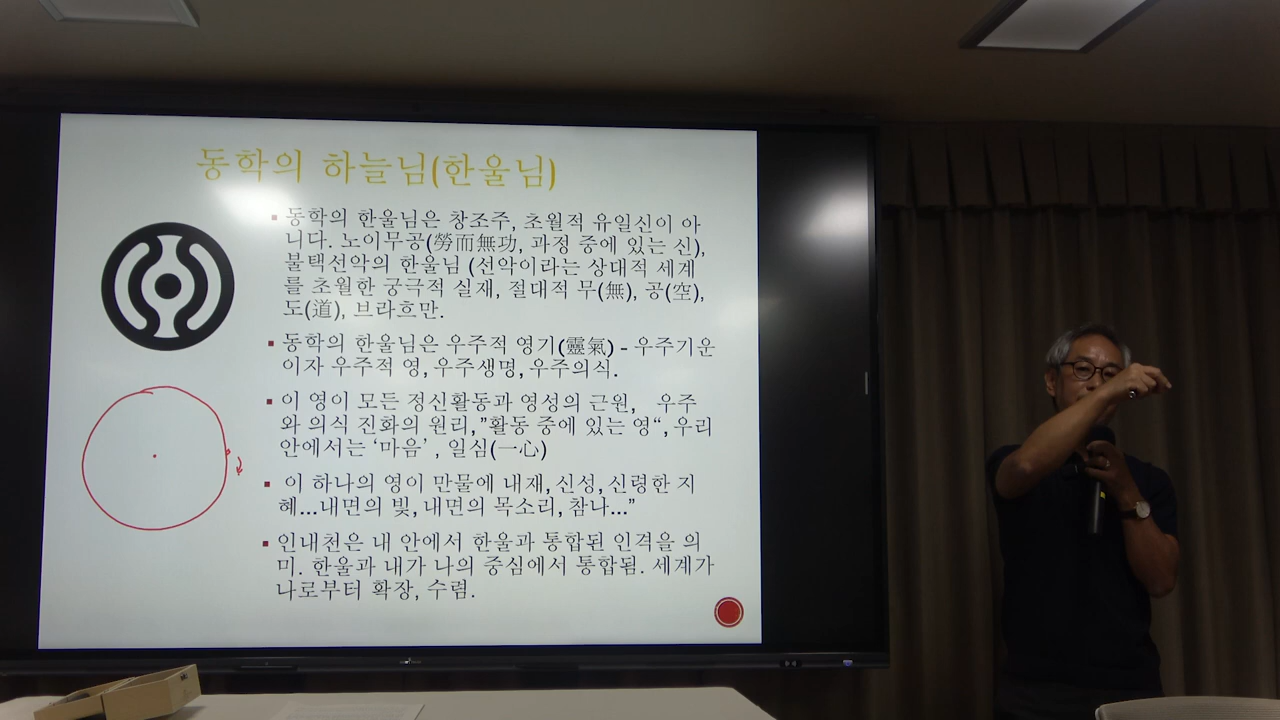 동학의 하늘님(한울님)
▪ 동학의 한울님은 창조주, 초월적 유일신이 아
니다. 노이무공(勞而無功, 과정 중에 있는 신),
불택선악의 한울님 (선악이라는 상대적 세계
를 초월한 궁극적 실재, 절대적 무(無), 공(空),
도(道), 브라흐만.
▪ 동학의 한울님은 우주적 영기(靈氣) – 우주기운
이자 우주적 영, 우주생명, 우주의식.
▪ 이 영이 모든 정신활동과 영성의 근원, 우주
와 의식 진화의 원리,”활동 중에 있는 영“, 우리
안에서는 ‘마음’ , 일심(一心)
▪ 이 하나의 영이 만물에 내재, 신성, 신령한 지
혜…내면의 빛, 내면의 목소리, 참나…”
▪ 인내천은 내 안에서 한울과 통합된 인격을 의
미. 한울과 내가 나의 중심에서 통합됨. 세계가
나로부터 확장, 수렴.